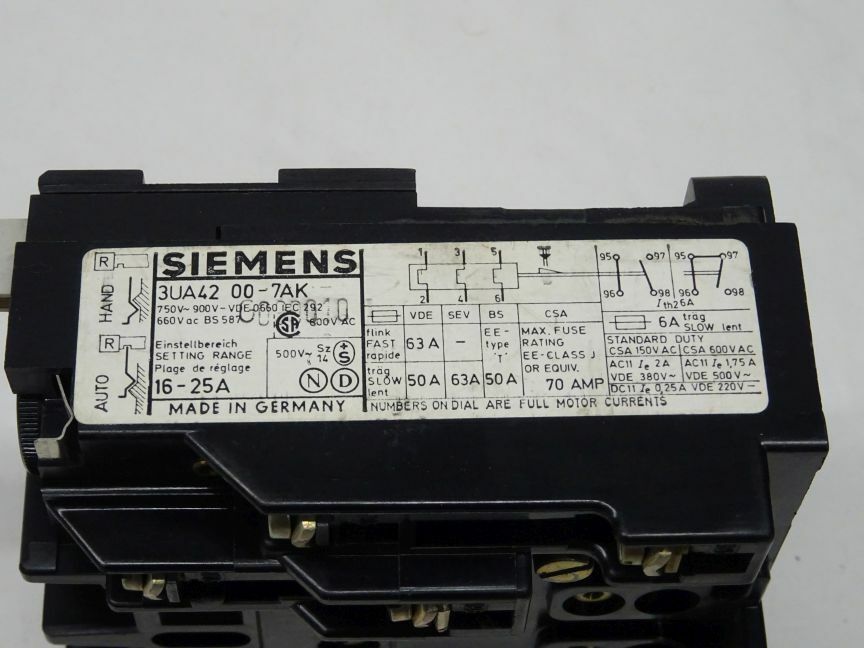 SIEMENS
3UA42 00-7AK
750V~ 900V- VDE 0660 IEC 292
660V ac BS 587 600V AC
SA
500V~ Sz 14 +S
Einstellbereich
SETTING RANGE
Plage de réglage
16-25A
N D
MADE IN GERMANY
R
HAND
R
AUTO
1 3 5
2 4 6
95 97 95 97
96 98 96 98
Ith2 6A
VDE SEV BS CSA
flink
FAST
rapide
63A - EE-
type
'T'
MAX. FUSE
RATING
EE-CLASS J
OR EQUIV.
70 AMP
träg
SLOW
lent
50A 63A 50A
6A träg
SLOW lent
STANDARD DUTY
CSA 150V AC CSA 600V AC
AC11 Ie 2A AC11 Ie 1,75A
VDE 380V~ VDE 500V~
DC11 Ie 0,25A VDE 220V-
NUMBERS ON DIAL ARE FULL MOTOR CURRENTS